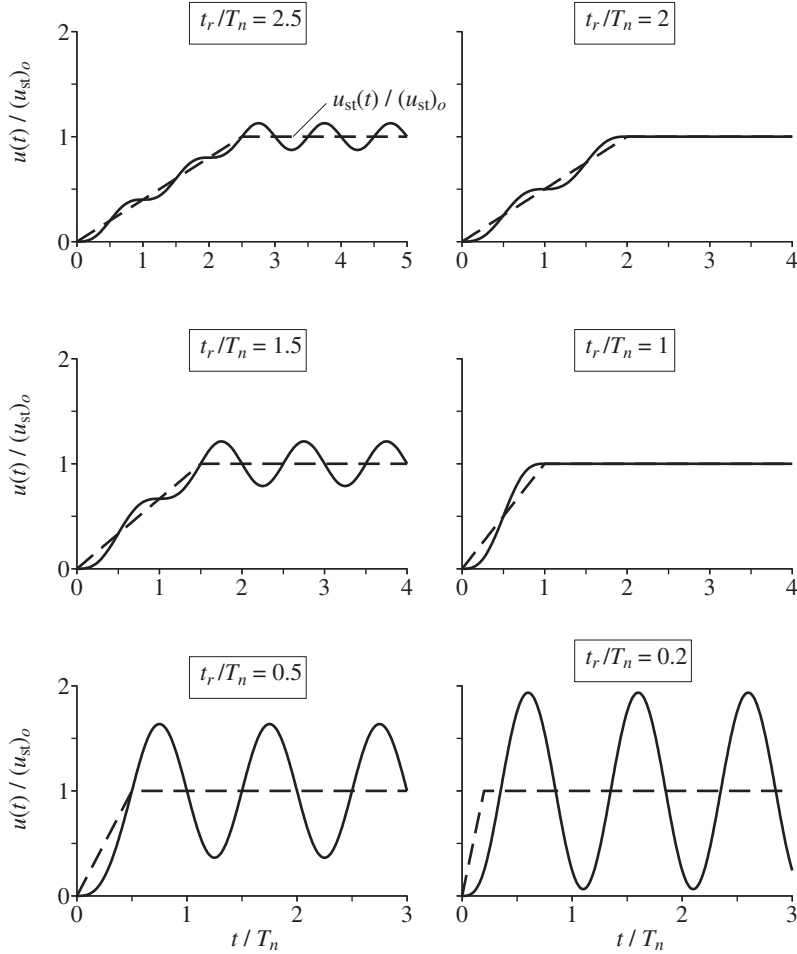 t_r/T_n = 2.5
t_r/T_n = 2
2
1
0
u(t) / (u_st)_o
u_st(t) / (u_st)_o
0 1 2 3 4 5
2
1
0
0 1 2 3 4
t_r/T_n = 1.5
t_r/T_n = 1
2
1
0
u(t) / (u_st)_o
0 1 2 3 4
2
1
0
0 1 2 3 4
t_r/T_n = 0.5
t_r/T_n = 0.2
2
1
0
u(t) / (u_st)_o
0 1 2 3
t / T_n
2
1
0
0 1 2 3
t / T_n